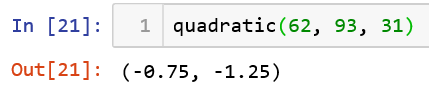 In [21]: 1 quadratic(62, 93, 31)
Out[21]: (-0.75, -1.25)